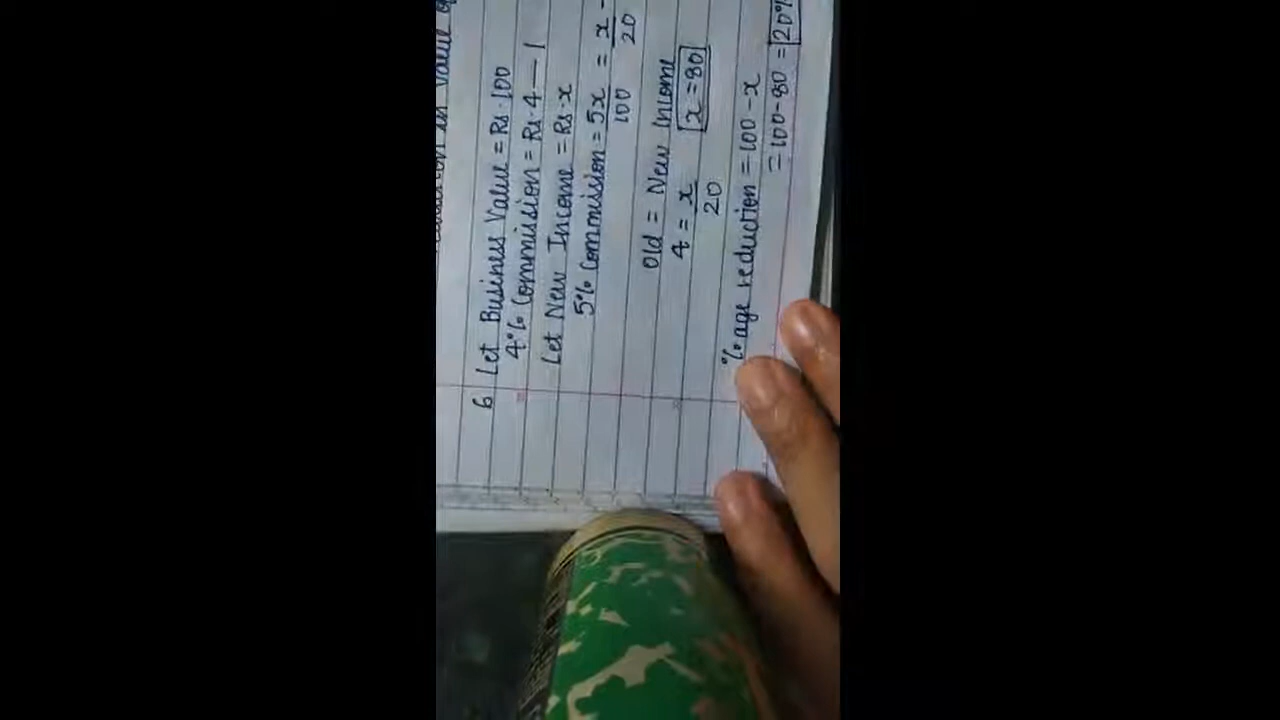 6 Let Business Value = Rs. 100
4% Commission = Rs. 4 — 1
Let New Income = Rs. x
5% Commission = 5x/100 = x/20 -
Old = New Income
4 = x/20 x = 80
% age reduction = 100 - x
= 100 - 80 = 20%